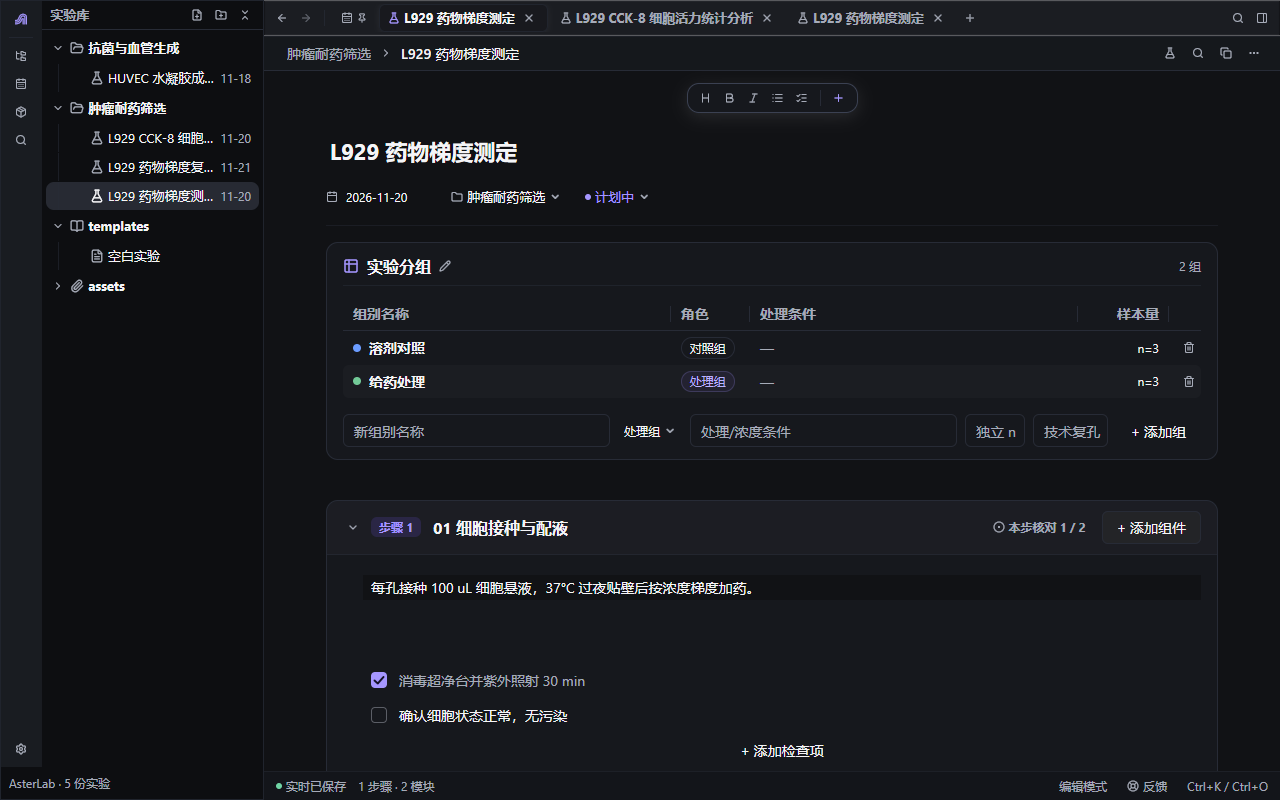 实验库
抗菌与血管生成
HUVEC 水凝胶成... 11-18
肿瘤耐药筛选
L929 CCK-8 细胞... 11-20
L929 药物梯度复... 11-21
L929 药物梯度测... 11-20
templates
空白实验
assets
AsterLab · 5 份实验
L929 药物梯度测定
L929 CCK-8 细胞活力统计分析
L929 药物梯度测定
肿瘤耐药筛选 > L929 药物梯度测定
H B I
L929 药物梯度测定
2026-11-20 肿瘤耐药筛选 计划中
实验分组 2 组
组别名称 角色 处理条件 样本量
溶剂对照 对照组 — n=3
给药处理 处理组 — n=3
新组别名称 处理组 处理/浓度条件 独立 n 技术复孔 + 添加组
步骤 1 01 细胞接种与配液 本步核对 1 / 2 + 添加组件
每孔接种 100 uL 细胞悬液，37°C 过夜贴壁后按浓度梯度加药。
消毒超净台并紫外照射 30 min
确认细胞状态正常，无污染
+ 添加检查项
实时已保存 1 步骤 · 2 模块 编辑模式 反馈 Ctrl+K / Ctrl+O